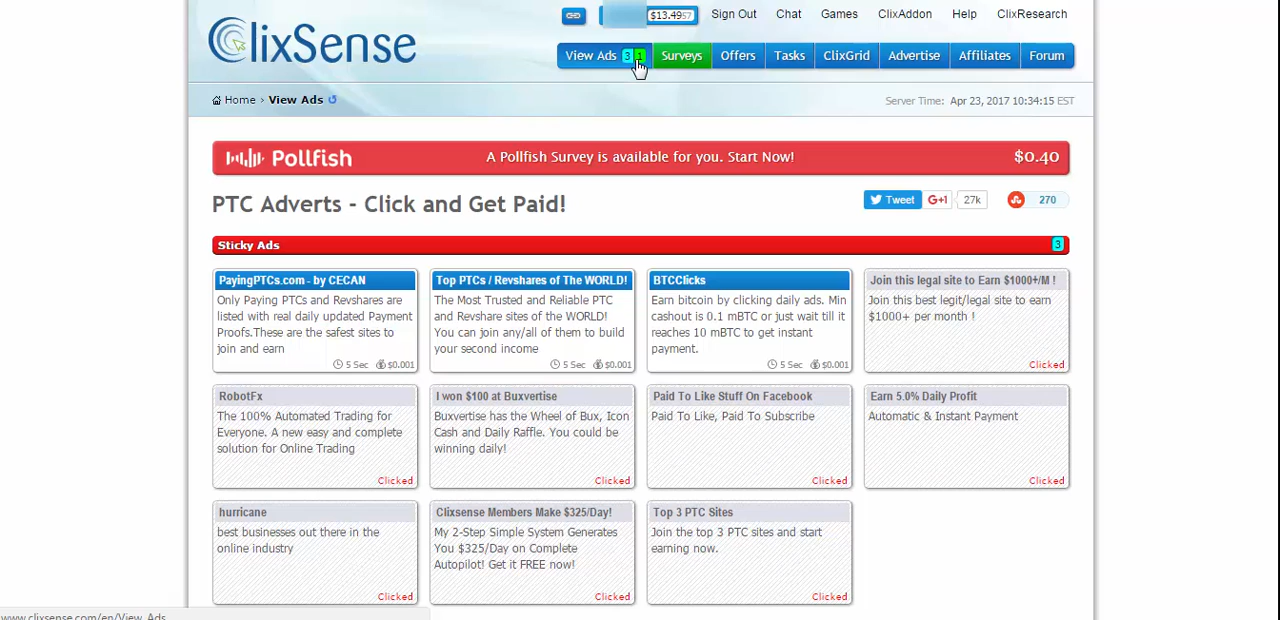 ClixSense
$13.4957
Sign Out Chat Games ClixAddon Help ClixResearch
View Ads 3 1 Surveys Offers Tasks ClixGrid Advertise Affiliates Forum
Home › View Ads
Server Time: Apr 23, 2017 10:34:15 EST
Pollfish A Pollfish Survey is available for you. Start Now! $0.40
PTC Adverts - Click and Get Paid!
Tweet G+1 27k 270
Sticky Ads 3
PayingPTCs.com - by CECAN
Only Paying PTCs and Revshares are
listed with real daily updated Payment
Proofs.These are the safest sites to
join and earn
5 Sec $0.001
Top PTCs / Revshares of The WORLD!
The Most Trusted and Reliable PTC
and Revshare sites of the WORLD!
You can join any/all of them to build
your second income
5 Sec $0.001
BTCClicks
Earn bitcoin by clicking daily ads. Min
cashout is 0.1 mBTC or just wait till it
reaches 10 mBTC to get instant
payment.
5 Sec $0.001
Join this legal site to Earn $1000+/M !
Join this best legit/legal site to earn
$1000+ per month !
Clicked
RobotFx
The 100% Automated Trading for
Everyone. A new easy and complete
solution for Online Trading
Clicked
I won $100 at Buxvertise
Buxvertise has the Wheel of Bux, Icon
Cash and Daily Raffle. You could be
winning daily!
Clicked
Paid To Like Stuff On Facebook
Paid To Like, Paid To Subscribe
Clicked
Earn 5.0% Daily Profit
Automatic & Instant Payment
Clicked
hurricane
best businesses out there in the
online industry
Clicked
Clixsense Members Make $325/Day!
My 2-Step Simple System Generates
You $325/Day on Complete
Autopilot! Get it FREE now!
Clicked
Top 3 PTC Sites
Join the top 3 PTC sites and start
earning now.
Clicked
www.clixsense.com/en/View_Ads